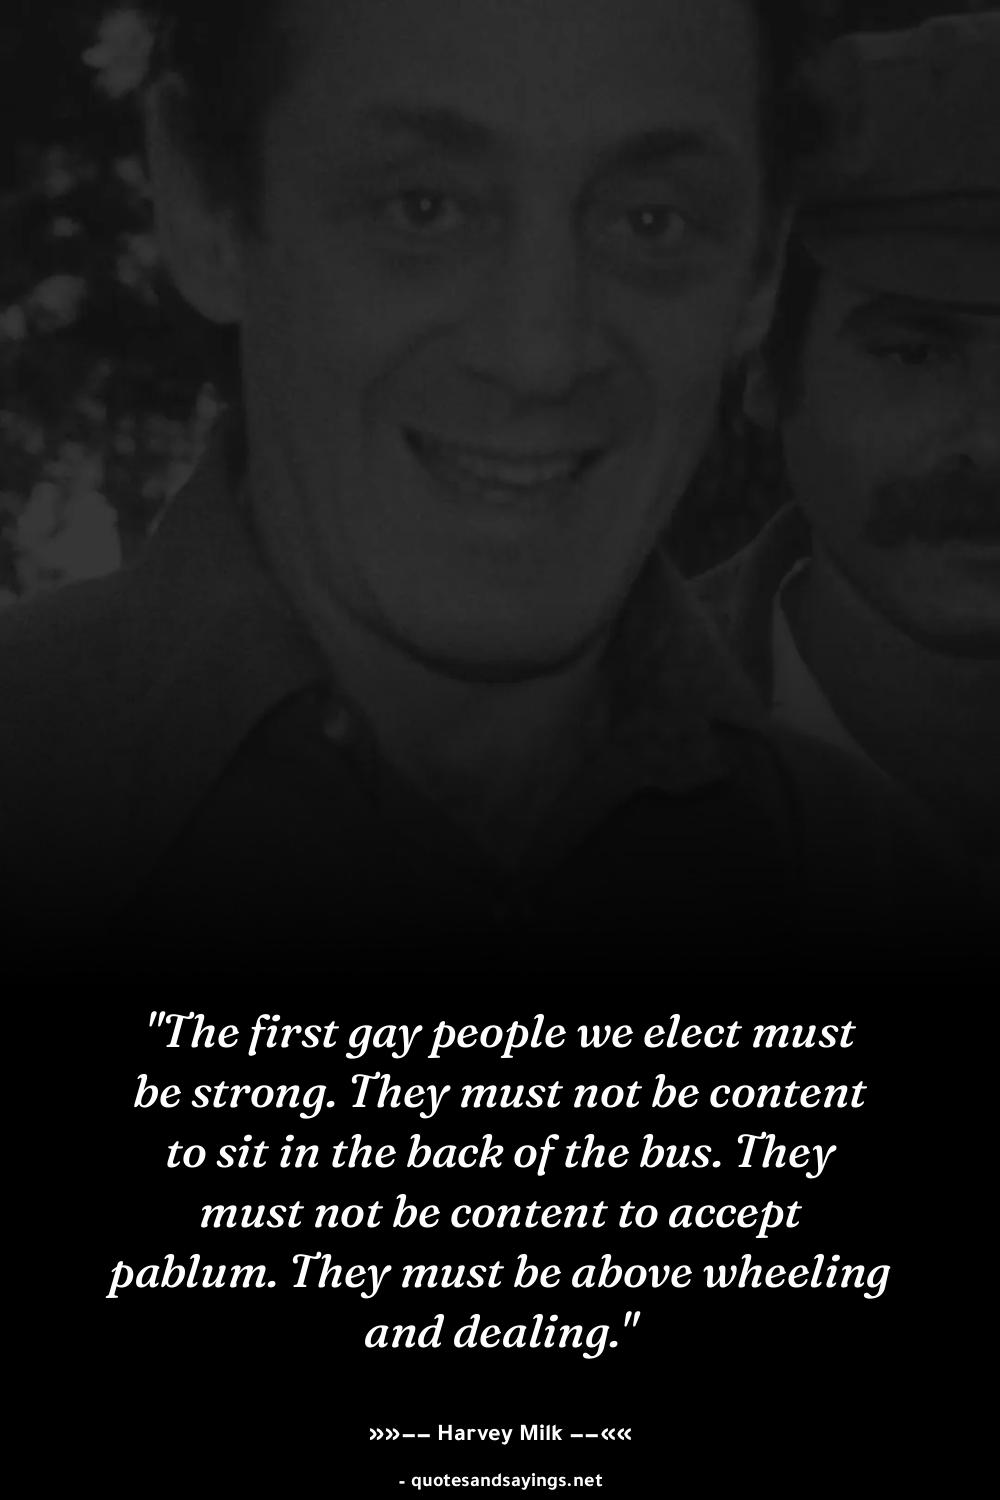 "The first gay people we elect must
be strong. They must not be content
to sit in the back of the bus. They
must not be content to accept
pablum. They must be above wheeling
and dealing."
»»−− Harvey Milk −−««
- quotesandsayings.net